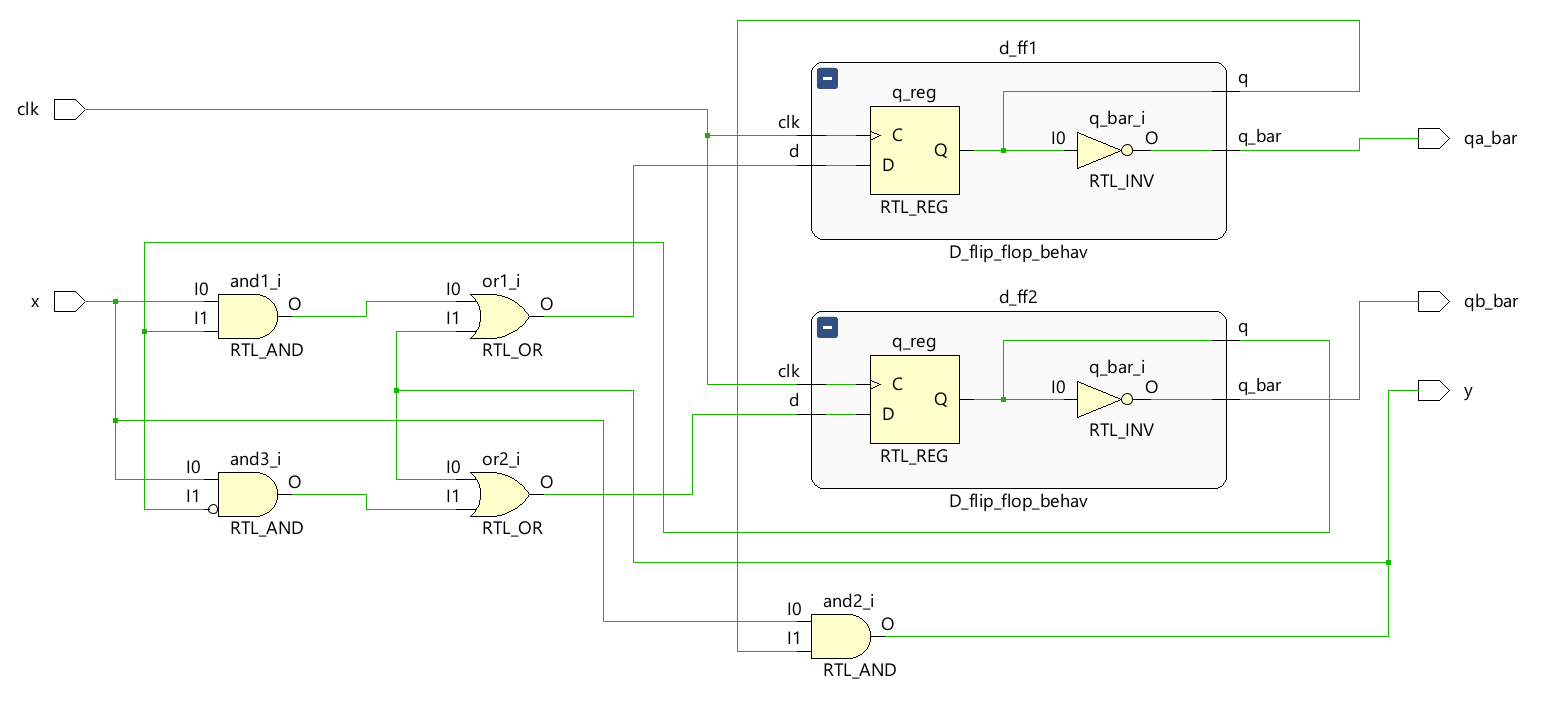 d_ff1
q
clk
q_reg
q_bar_i
clk
C
I0
O
q_bar
qa_bar
d
D
Q
RTL_INV
RTL_REG
D_flip_flop_behav
and1_i
or1_i
x
I0
O
I0
O
I1
I1
RTL_AND
RTL_OR
d_ff2
qb_bar
q
q_reg
q_bar_i
clk
C
I0
O
q_bar
y
d
D
Q
RTL_INV
RTL_REG
D_flip_flop_behav
and3_i
or2_i
I0
O
I0
O
I1
I1
RTL_AND
RTL_OR
and2_i
I0
O
I1
RTL_AND